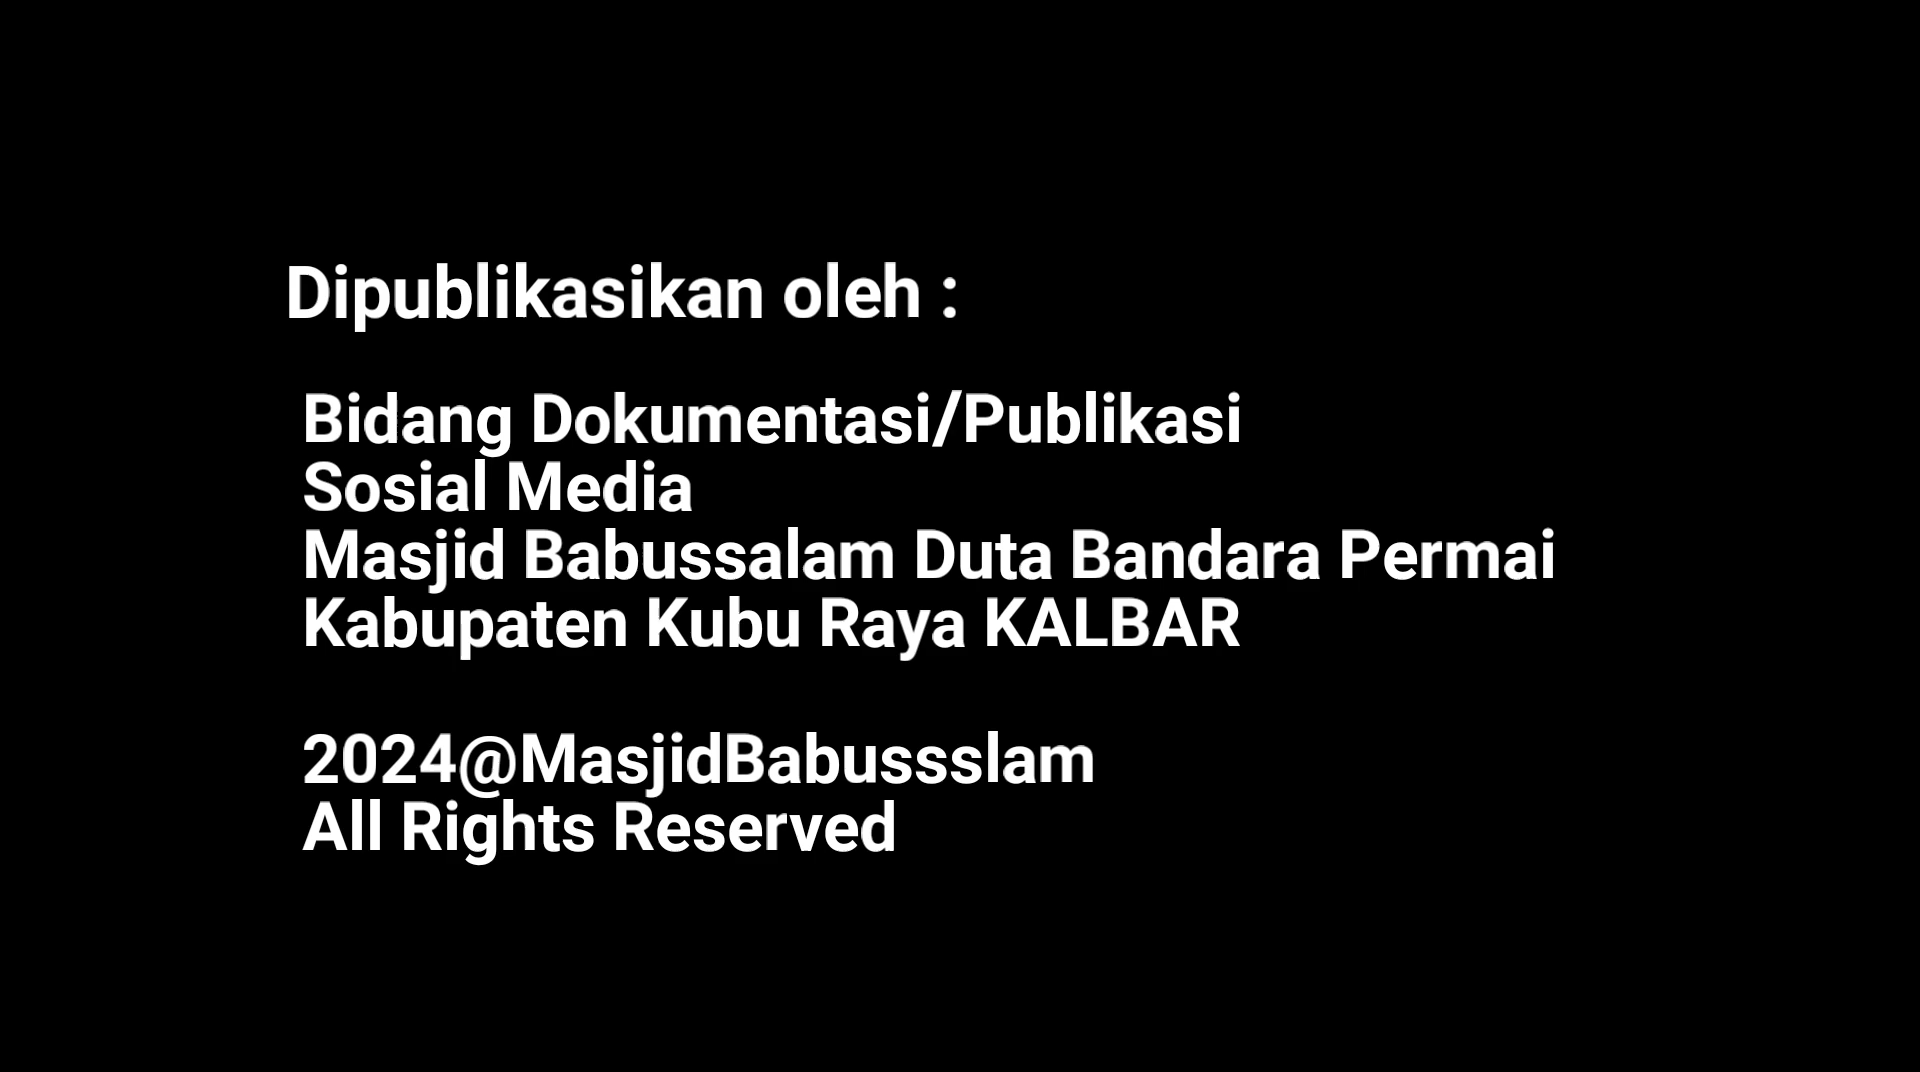 Dipublikasikan oleh :
Bidang Dokumentasi/Publikasi
Sosial Media
Masjid Babussalam Duta Bandara Permai
Kabupaten Kubu Raya KALBAR
2024@MasjidBabussslam
All Rights Reserved